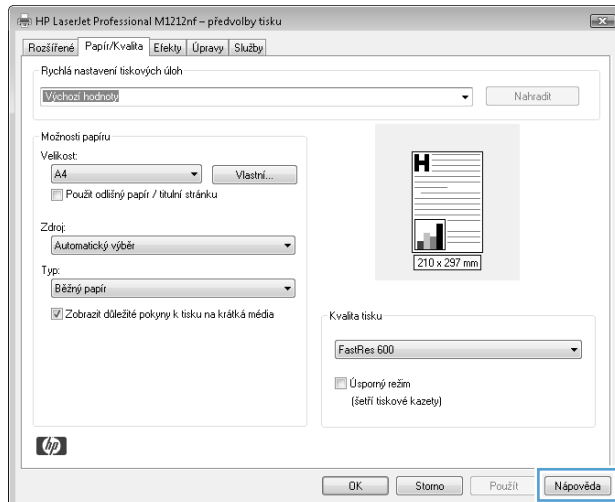 HP LaserJet Professional M1212nf – předvolby tisku
Rozšířené Papír/Kvalita Efekty Úpravy Služby
Rychlá nastavení tiskových úloh
Výchozí hodnoty
Nahradit
Možnosti papíru
Velikost:
A4
Vlastní...
Použít odlišný papír / titulní stránku
Zdroj:
Automatický výběr
Typ:
Běžný papír
Zobrazit důležité pokyny k tisku na krátká média
H
210 x 297 mm
Kvalita tisku
FastRes 600
Úsporný režim
(šetří tiskové kazety)
hp
OK Storno Použít Nápověda